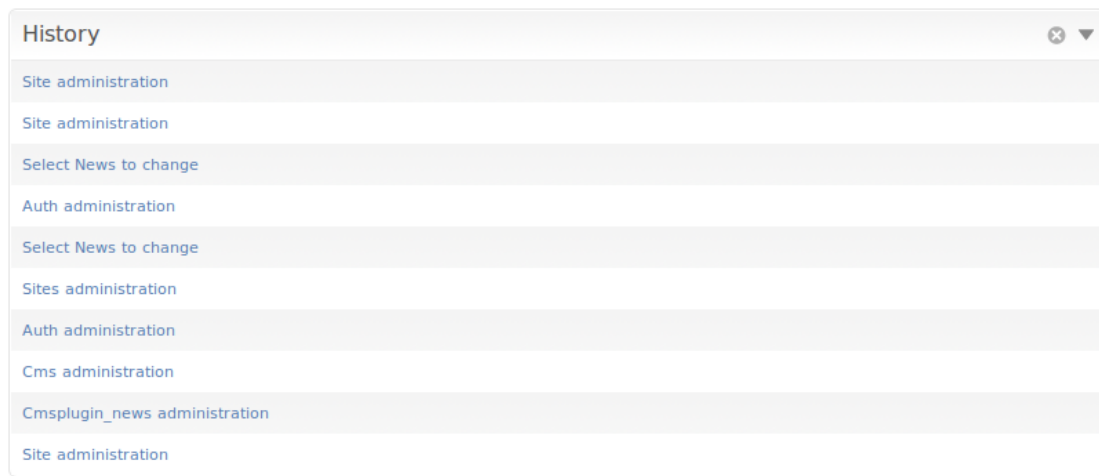 History
Site administration
Site administration
Select News to change
Auth administration
Select News to change
Sites administration
Auth administration
Cms administration
Cmsplugin_news administration
Site administration